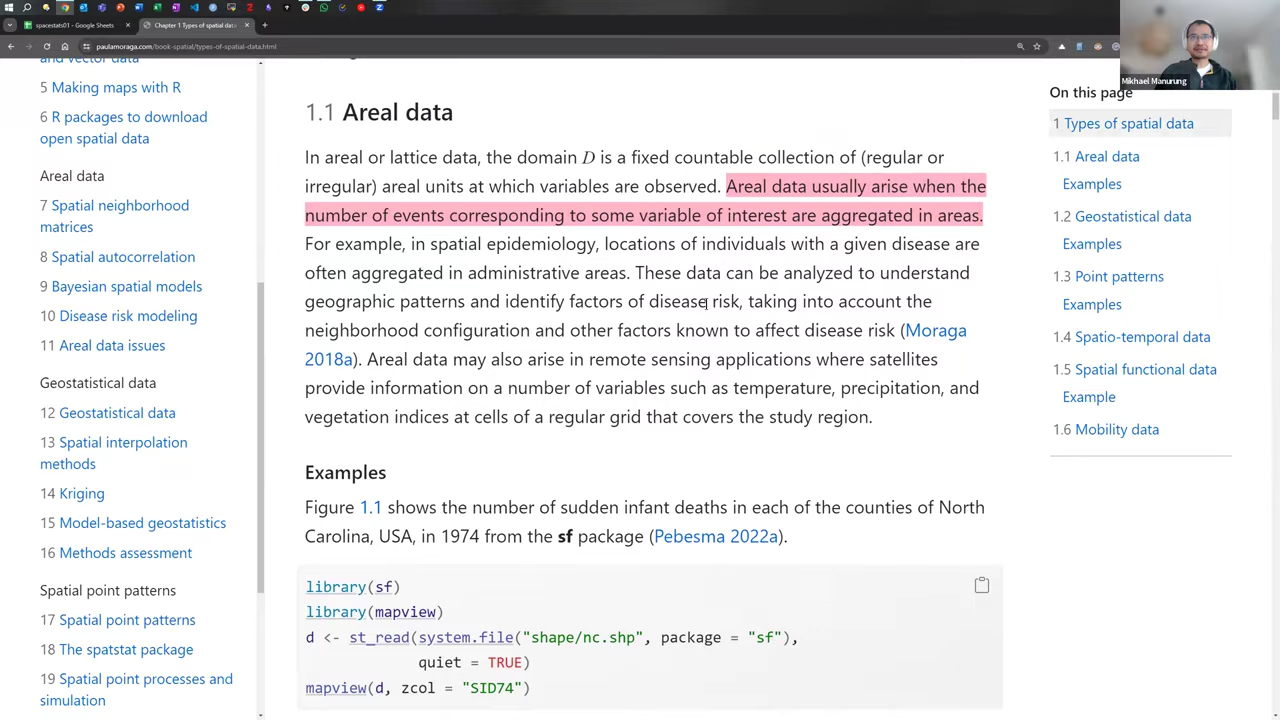 spacestats01 - Google Sheets
Chapter 1 Types of spatial data
paulamoraga.com/book-spatial/types-of-spatial-data.html
Mikhael Manurung
and vector data
5 Making maps with R
6 R packages to download
open spatial data
Areal data
7 Spatial neighborhood
matrices
8 Spatial autocorrelation
9 Bayesian spatial models
10 Disease risk modeling
11 Areal data issues
Geostatistical data
12 Geostatistical data
13 Spatial interpolation
methods
14 Kriging
15 Model-based geostatistics
16 Methods assessment
Spatial point patterns
17 Spatial point patterns
18 The spatstat package
19 Spatial point processes and
simulation
1.1 Areal data
In areal or lattice data, the domain D is a fixed countable collection of (regular or
irregular) areal units at which variables are observed. Areal data usually arise when the
number of events corresponding to some variable of interest are aggregated in areas.
For example, in spatial epidemiology, locations of individuals with a given disease are
often aggregated in administrative areas. These data can be analyzed to understand
geographic patterns and identify factors of disease risk, taking into account the
neighborhood configuration and other factors known to affect disease risk (Moraga
2018a). Areal data may also arise in remote sensing applications where satellites
provide information on a number of variables such as temperature, precipitation, and
vegetation indices at cells of a regular grid that covers the study region.
Examples
Figure 1.1 shows the number of sudden infant deaths in each of the counties of North
Carolina, USA, in 1974 from the sf package (Pebesma 2022a).
library(sf)
library(mapview)
d <- st_read(system.file("shape/nc.shp", package = "sf"),
quiet = TRUE)
mapview(d, zcol = "SID74")
On this page
1 Types of spatial data
1.1 Areal data
Examples
1.2 Geostatistical data
Examples
1.3 Point patterns
Examples
1.4 Spatio-temporal data
1.5 Spatial functional data
Example
1.6 Mobility data